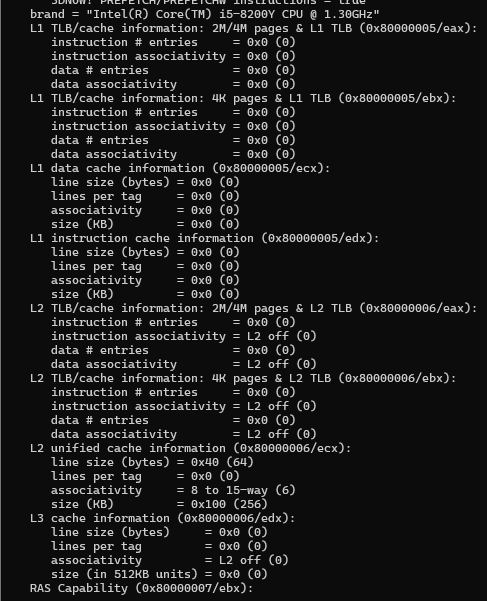 3DNOW! PREFETCH/PREFETCHW instructions = true
brand = "Intel(R) Core(TM) i5-8200Y CPU @ 1.30GHz"
L1 TLB/cache information: 2M/4M pages & L1 TLB (0x80000005/eax):
instruction # entries = 0x0 (0)
instruction associativity = 0x0 (0)
data # entries = 0x0 (0)
data associativity = 0x0 (0)
L1 TLB/cache information: 4K pages & L1 TLB (0x80000005/ebx):
instruction # entries = 0x0 (0)
instruction associativity = 0x0 (0)
data # entries = 0x0 (0)
data associativity = 0x0 (0)
L1 data cache information (0x80000005/ecx):
line size (bytes) = 0x0 (0)
lines per tag = 0x0 (0)
associativity = 0x0 (0)
size (KB) = 0x0 (0)
L1 instruction cache information (0x80000005/edx):
line size (bytes) = 0x0 (0)
lines per tag = 0x0 (0)
associativity = 0x0 (0)
size (KB) = 0x0 (0)
L2 TLB/cache information: 2M/4M pages & L2 TLB (0x80000006/eax):
instruction # entries = 0x0 (0)
instruction associativity = L2 off (0)
data # entries = 0x0 (0)
data associativity = L2 off (0)
L2 TLB/cache information: 4K pages & L2 TLB (0x80000006/ebx):
instruction # entries = 0x0 (0)
instruction associativity = L2 off (0)
data # entries = 0x0 (0)
data associativity = L2 off (0)
L2 unified cache information (0x80000006/ecx):
line size (bytes) = 0x40 (64)
lines per tag = 0x0 (0)
associativity = 8 to 15-way (6)
size (KB) = 0x100 (256)
L3 cache information (0x80000006/edx):
line size (bytes) = 0x0 (0)
lines per tag = 0x0 (0)
associativity = L2 off (0)
size (in 512KB units) = 0x0 (0)
RAS Capability (0x80000007/ebx):